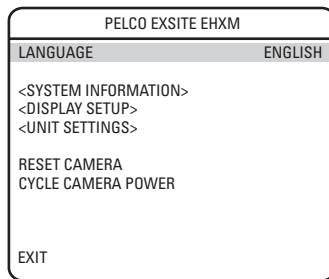 PELCO EXSITE EHXM
LANGUAGE ENGLISH
<SYSTEM INFORMATION>
<DISPLAY SETUP>
<UNIT SETTINGS>
RESET CAMERA
CYCLE CAMERA POWER
EXIT